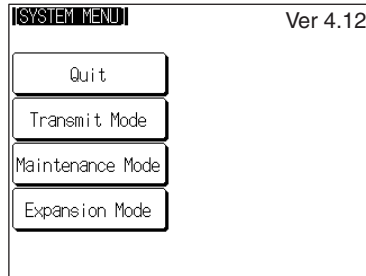 [SYSTEM MENU]
Ver 4.12
Quit
Transmit Mode
Maintenance Mode
Expansion Mode